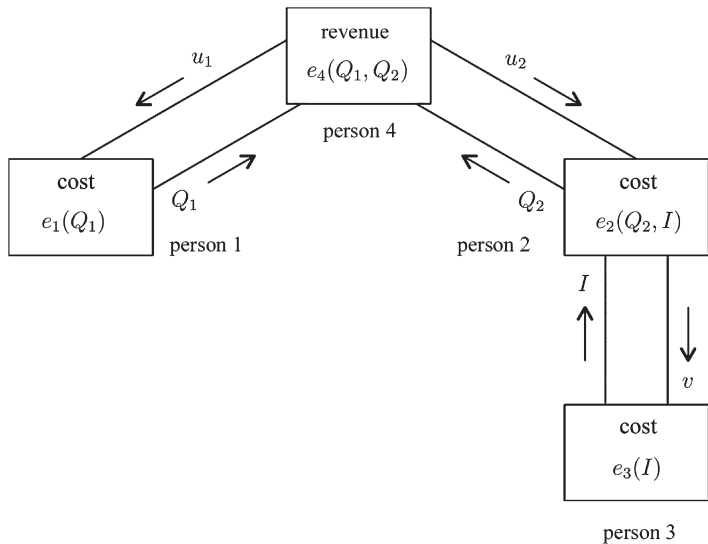 revenue
e₄(Q₁, Q₂)
person 4
u₁
u₂
cost
e₁(Q₁)
person 1
Q₁
Q₂
cost
e₂(Q₂, I)
person 2
I
v
cost
e₃(I)
person 3